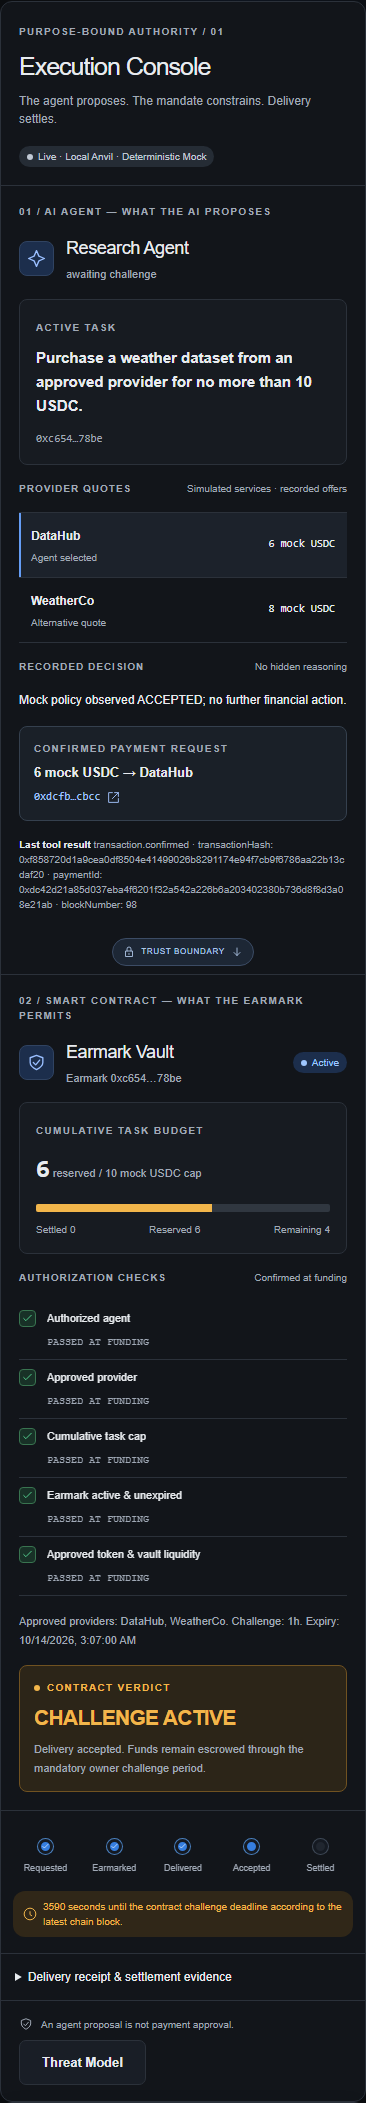 PURPOSE-BOUND AUTHORITY / 01
Execution Console
The agent proposes. The mandate constrains. Delivery
settles.
Live · Local Anvil · Deterministic Mock
01 / AI AGENT — WHAT THE AI PROPOSES
Research Agent
awaiting challenge
ACTIVE TASK
Purchase a weather dataset from an
approved provider for no more than 10
USDC.
0xc654…78be
PROVIDER QUOTES
Simulated services · recorded offers
DataHub
6 mock USDC
Agent selected
WeatherCo
8 mock USDC
Alternative quote
RECORDED DECISION
No hidden reasoning
Mock policy observed ACCEPTED; no further financial action.
CONFIRMED PAYMENT REQUEST
6 mock USDC → DataHub
0xdcfb…cbcc
Last tool result transaction.confirmed · transactionHash:
0xf858720d1a9cea0df8504e41499026b8291174e94f7cb9f6786aa22b13c
daf20 · paymentId:
0xdc42d21a85d037eba4f6201f32a542a226b6a203402380b736d8f8d3a0
8e21ab · blockNumber: 98
TRUST BOUNDARY ↓
02 / SMART CONTRACT — WHAT THE EARMARK
PERMITS
Earmark Vault
Active
Earmark 0xc654…78be
CUMULATIVE TASK BUDGET
6 reserved / 10 mock USDC cap
Settled 0
Reserved 6
Remaining 4
AUTHORIZATION CHECKS
Confirmed at funding
Authorized agent
PASSED AT FUNDING
Approved provider
PASSED AT FUNDING
Cumulative task cap
PASSED AT FUNDING
Earmark active & unexpired
PASSED AT FUNDING
Approved token & vault liquidity
PASSED AT FUNDING
Approved providers: DataHub, WeatherCo. Challenge: 1h. Expiry:
10/14/2026, 3:07:00 AM
CONTRACT VERDICT
CHALLENGE ACTIVE
Delivery accepted. Funds remain escrowed through the
mandatory owner challenge period.
Requested
Earmarked
Delivered
Accepted
Settled
3590 seconds until the contract challenge deadline according to the
latest chain block.
Delivery receipt & settlement evidence
An agent proposal is not payment approval.
Threat Model